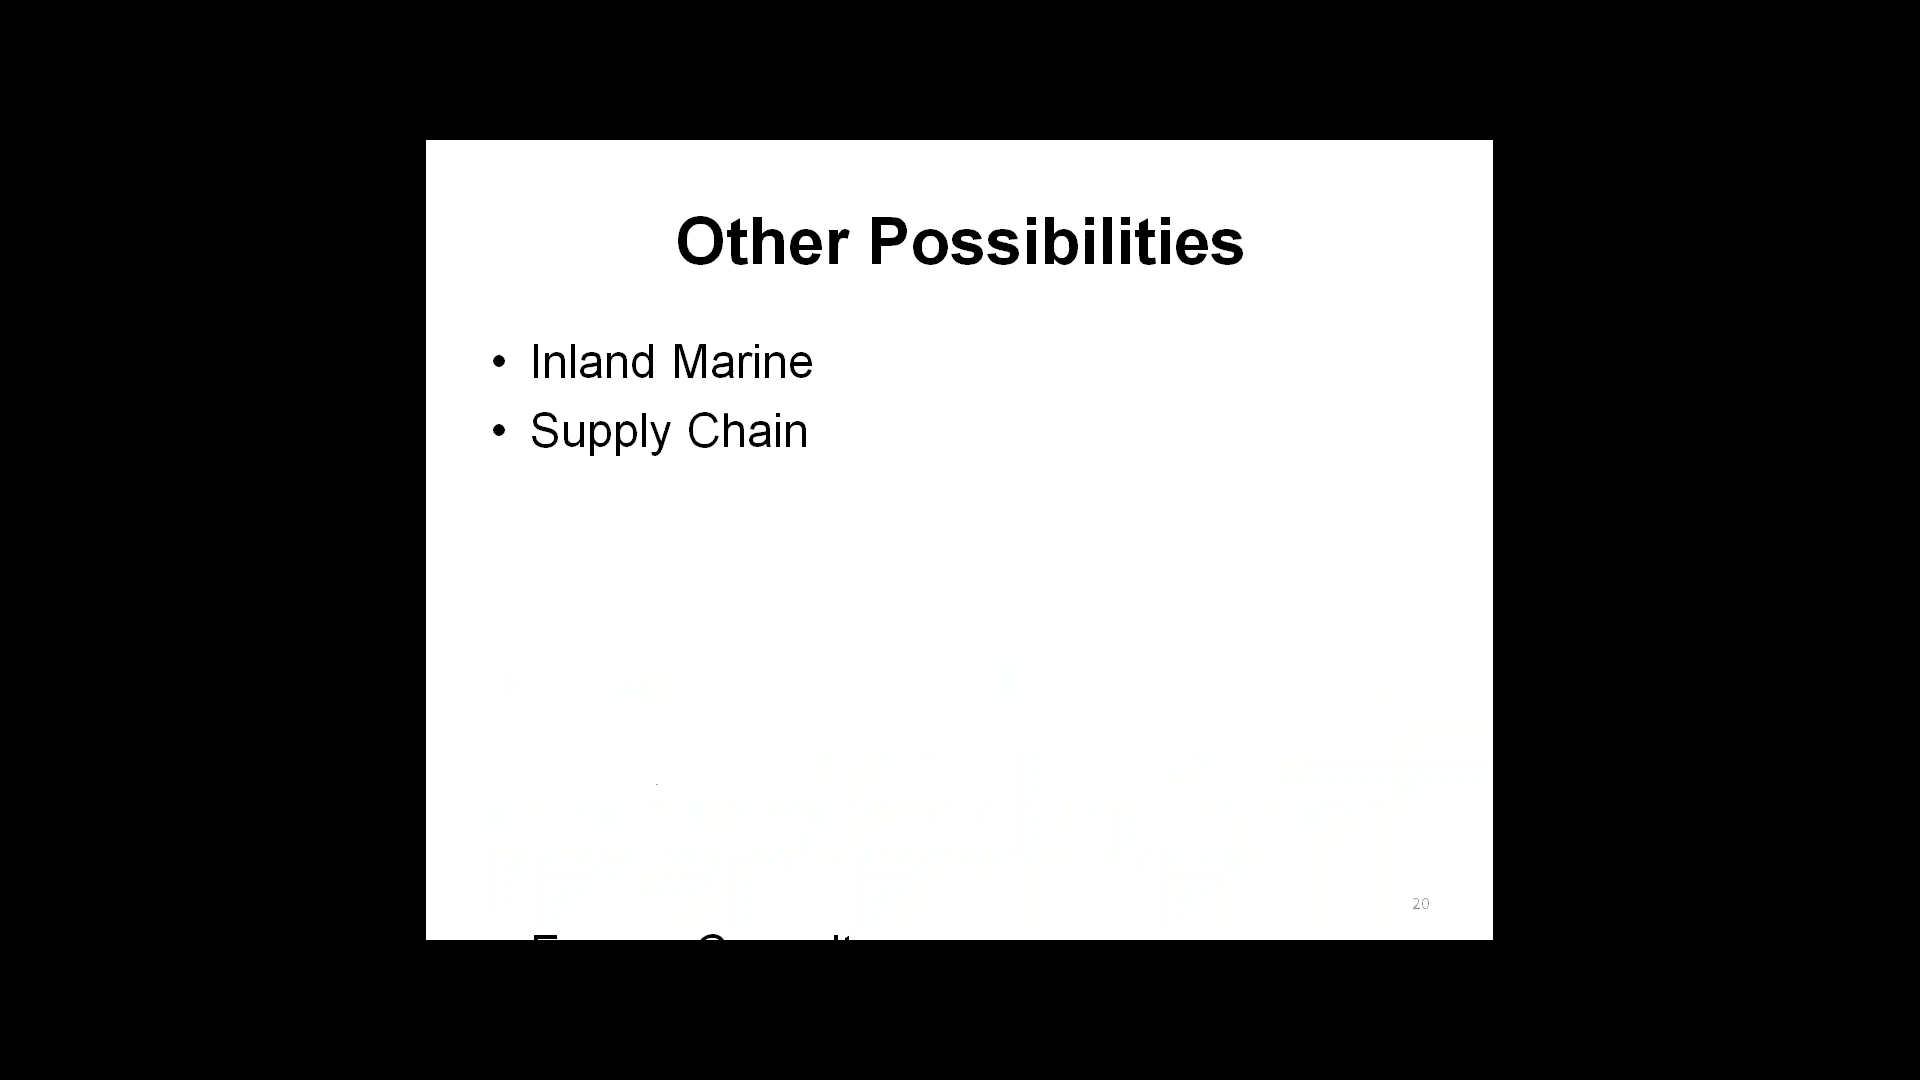 Other Possibilities
• Inland Marine
• Supply Chain
20